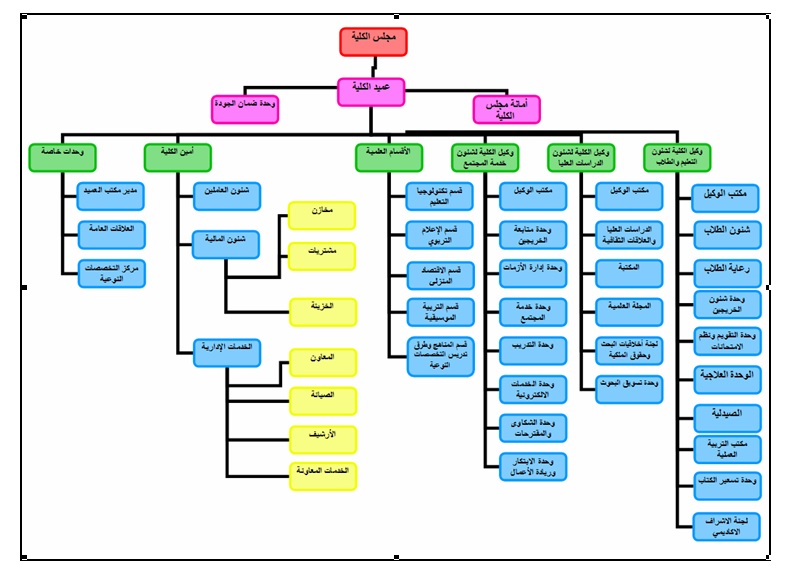 مجلس الكلية
عميد الكلية
أمانة مجلس
الكلية
وحدة ضمان الجودة
وكيل الكلية لشئون
التعليم والطلاب
وكيل الكلية لشئون
الدراسات العليا
وكيل الكلية لشئون
خدمة المجتمع
الأقسام العلمية
أمين الكلية
وحدات خاصة
مكتب الوكيل
شئون الطلاب
رعاية الطلاب
وحدة شئون
الخريجين
وحدة التقويم ونظم
الامتحانات
الوحدة العلاجية
الصيدلية
مكتب التربية
العملية
وحدة تسعير الكتاب
لجنة الاشراف
الاكاديمي
مكتب الوكيل
الدراسات العليا
والعلاقات الثقافية
المكتبة
المجلة العلمية
لجنة أخلاقيات البحث
وحقوق الملكية
وحدة تسويق البحوث
مكتب الوكيل
وحدة متابعة
الخريجين
وحدة إدارة الأزمات
وحدة خدمة
المجتمع
وحدة التدريب
وحدة الخدمات
الالكترونية
وحدة الشكاوى
والمقترحات
وحدة الابتكار
وريادة الأعمال
قسم تكنولوجيا
التعليم
قسم الإعلام
التربوي
قسم الاقتصاد
المنزلى
قسم التربية
الموسيقية
قسم المناهج وطرق
تدريس التخصصات
النوعية
شئون العاملين
شئون المالية
مخازن
مشتريات
الخزينة
الخدمات الإدارية
المعاون
الصيانة
الأرشيف
الخدمات المعاونة
مدير مكتب العميد
العلاقات العامة
مركز التخصصات
النوعية